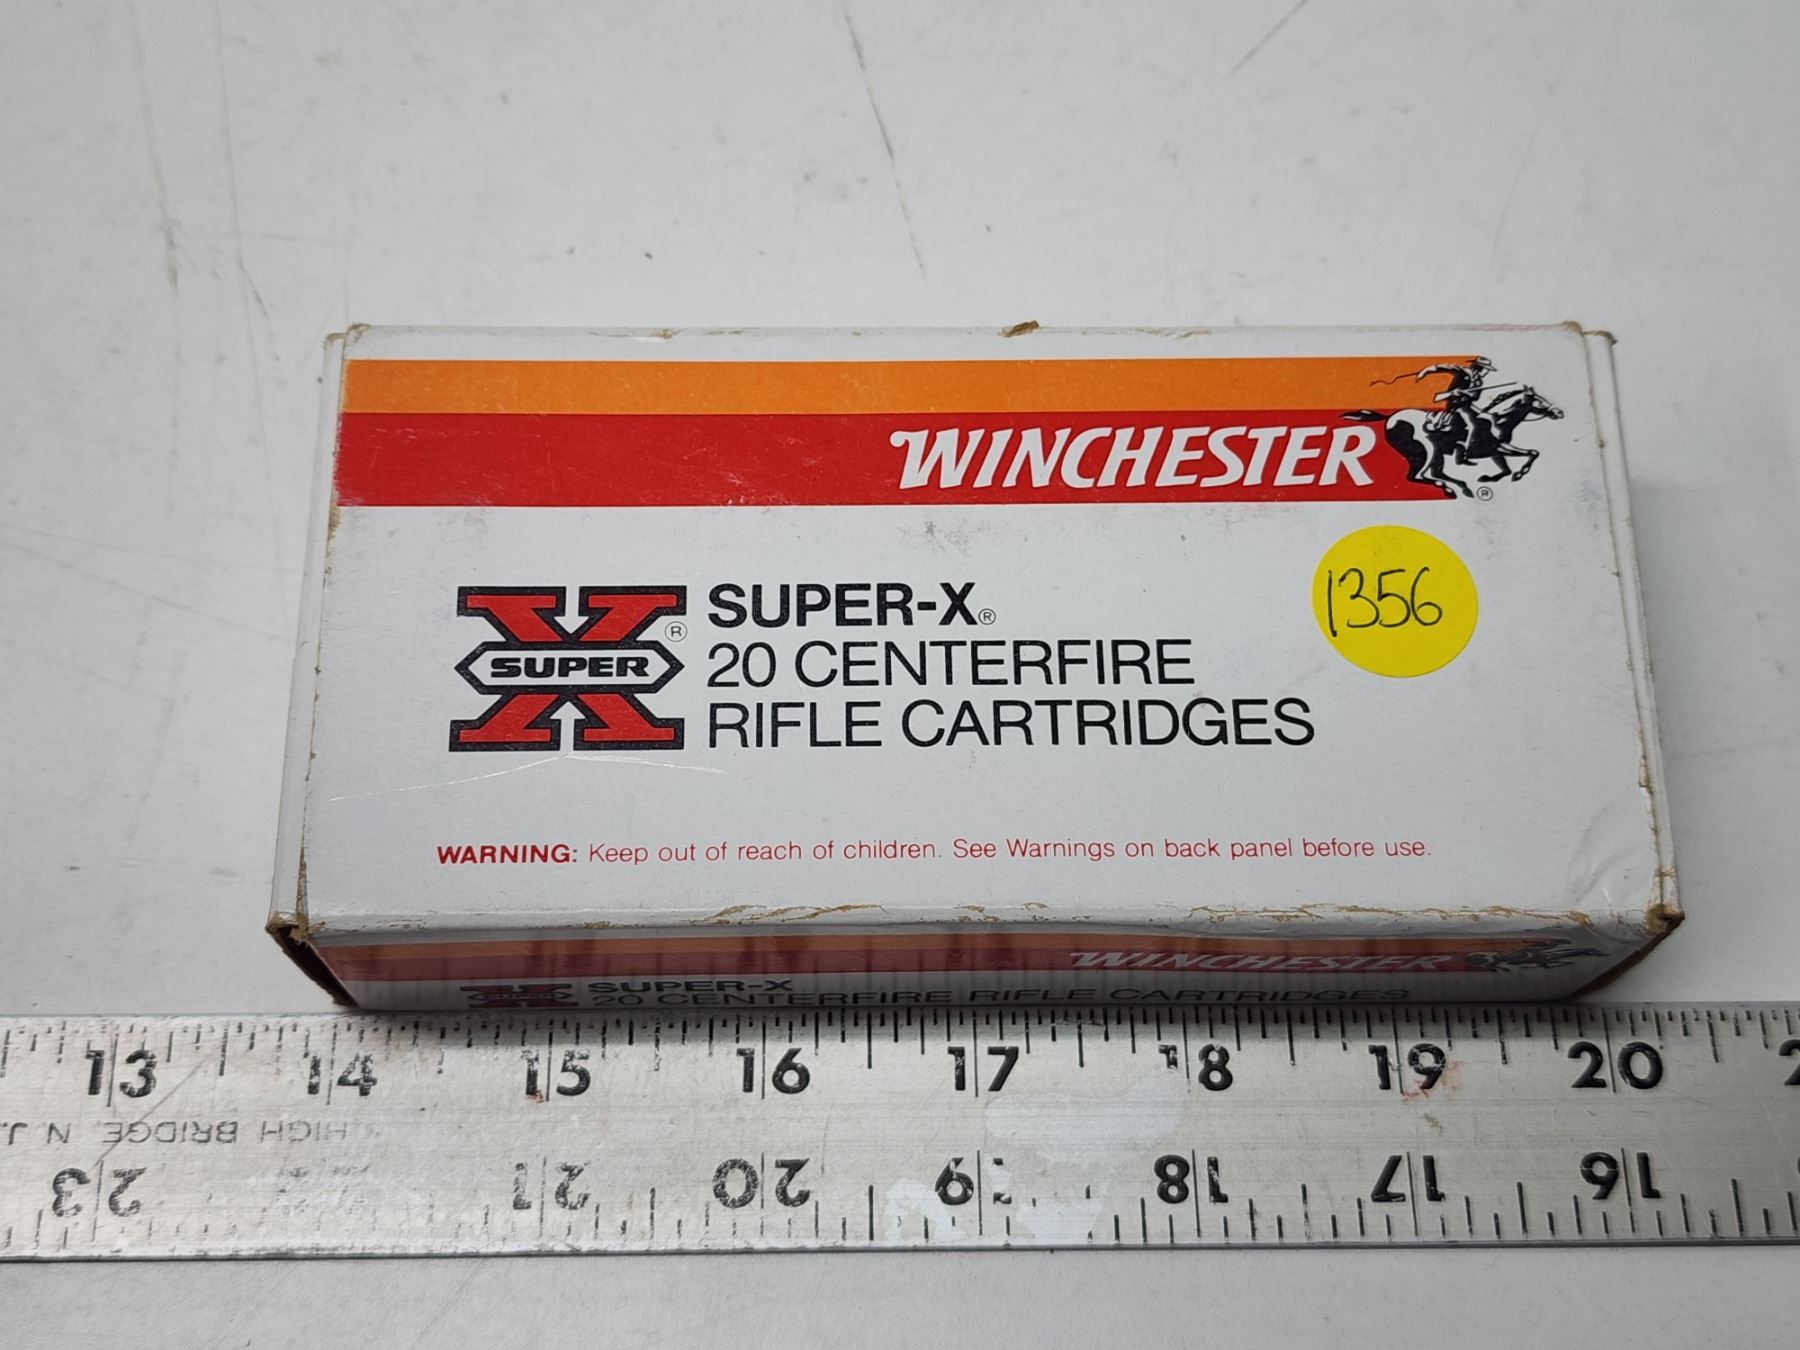 WINCHESTER
®
1356
SUPER ®
SUPER-X®
20 CENTERFIRE
RIFLE CARTRIDGES
WARNING: Keep out of reach of children. See Warnings on back panel before use.
WINCHESTER
SUPER
SUPER-X
20 CENTERFIRE RIFLE CARTRIDGES
13 14 15 16 17 18 19 20
HIGH BRIDGE N.J.
23 21 20 19 18 17 16